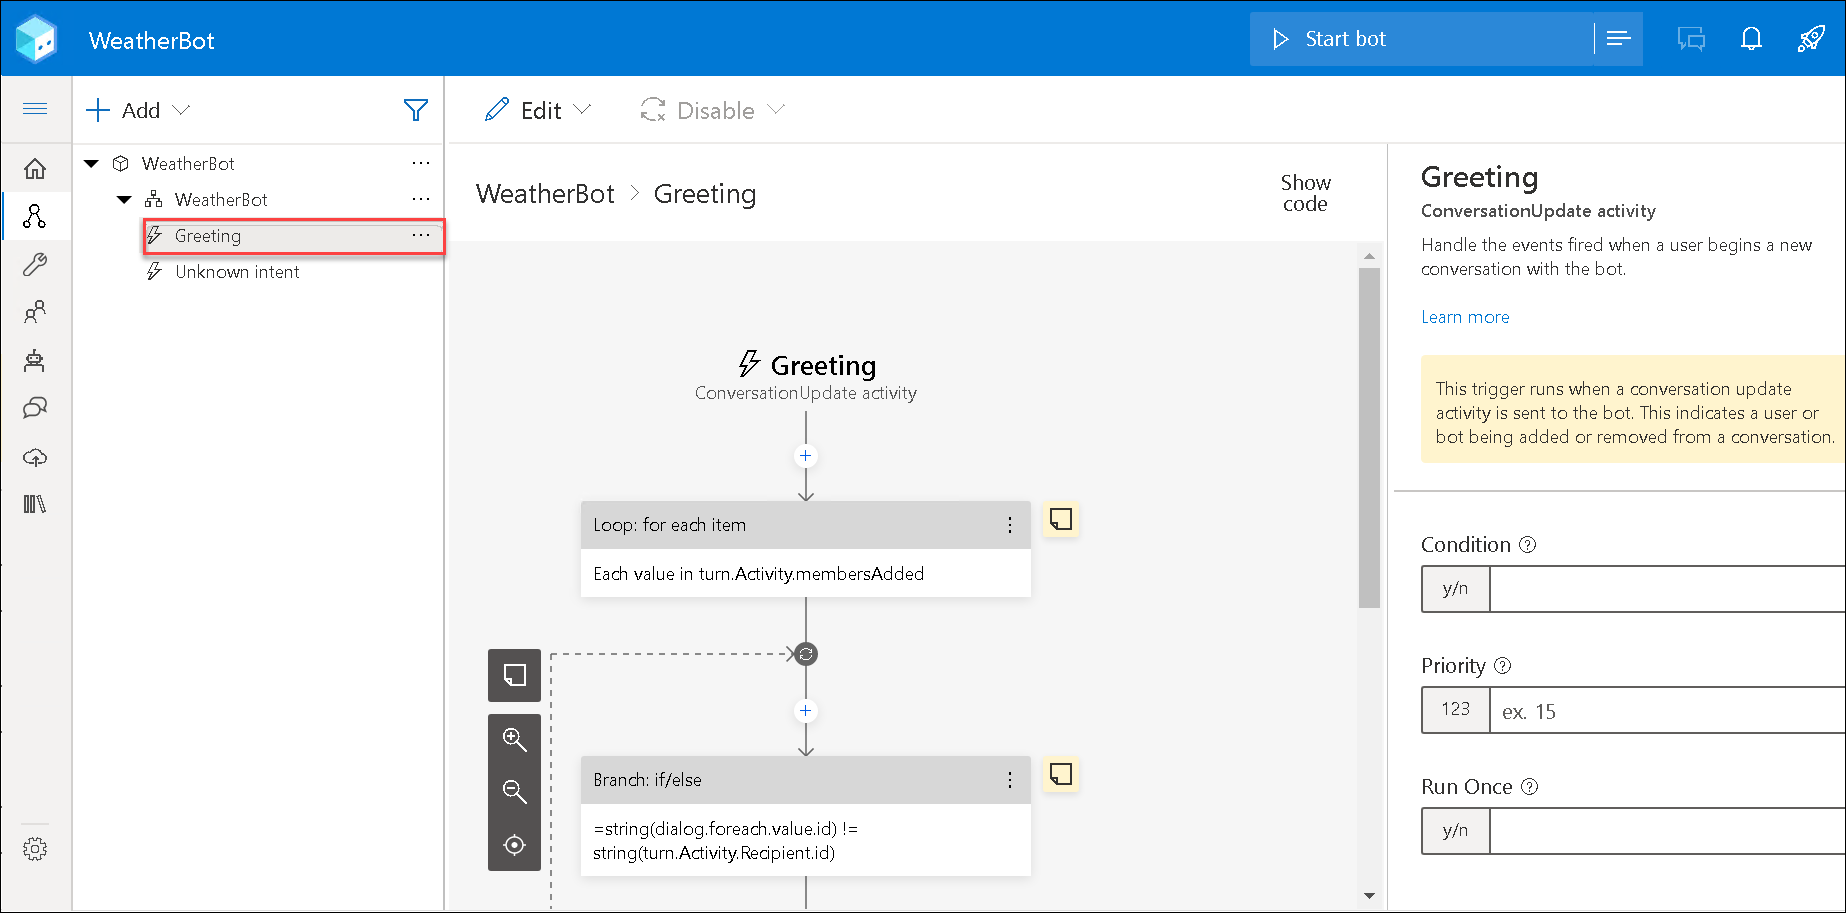 WeatherBot
Start bot
Add
Edit
Disable
WeatherBot
WeatherBot
Greeting
Unknown intent
WeatherBot > Greeting
Show
code
Greeting
ConversationUpdate activity
Loop: for each item
Each value in turn.Activity.membersAdded
Branch: if/else
=string(dialog.foreach.value.id) !=
string(turn.Activity.Recipient.id)
Greeting
ConversationUpdate activity
Handle the events fired when a user begins a new
conversation with the bot.
Learn more
This trigger runs when a conversation update
activity is sent to the bot. This indicates a user or
bot being added or removed from a conversation.
Condition
y/n
Priority
123
ex. 15
Run Once
y/n